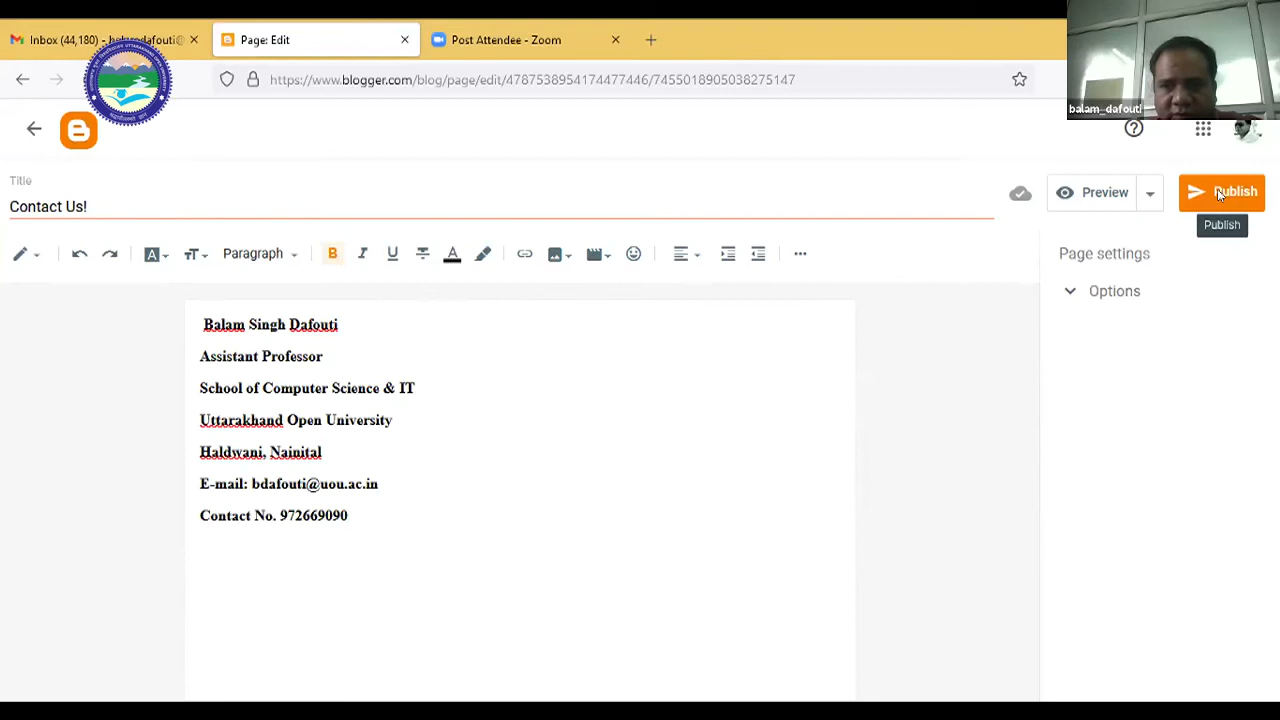 Inbox (44,180) - balamdafouti@
Page: Edit
Post Attendee - Zoom
https://www.blogger.com/blog/page/edit/4787538954174477446/7455018905038275147
balam_dafouti
Title
Contact Us!
Preview
Publish
Publish
Paragraph
B
I
U
A
Page settings
Options
Balam Singh Dafouti
Assistant Professor
School of Computer Science & IT
Uttarakhand Open University
Haldwani, Nainital
E-mail: bdafouti@uou.ac.in
Contact No. 972669090